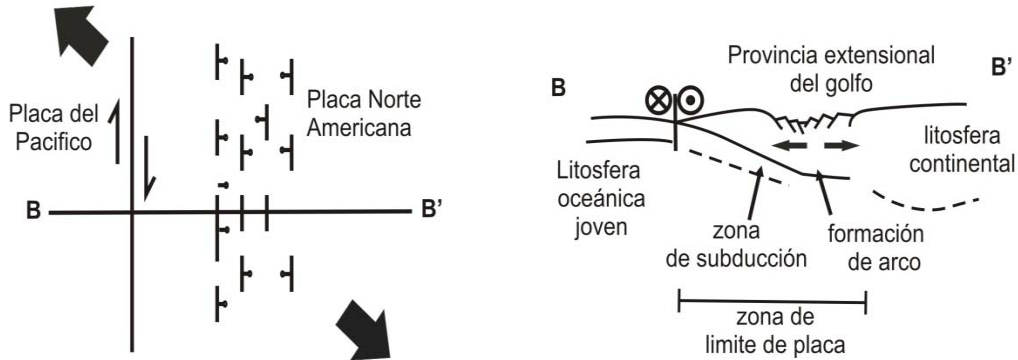 Placa del
Pacifico
Placa Norte
Americana
B
B'
Provincia extensional
del golfo
B
B'
Litosfera
oceánica
joven
litosfera
continental
zona
de subducción
formación
de arco
zona de
limite de placa